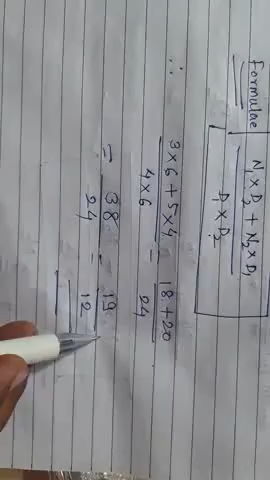 Formulae N₁ × D₂ + N₂ × D₁ / D₁ × D₂
∴ 3 × 6 + 5 × 4 / 4 × 6 = 18 + 20 / 24
= 38 / 24 = 19 / 12